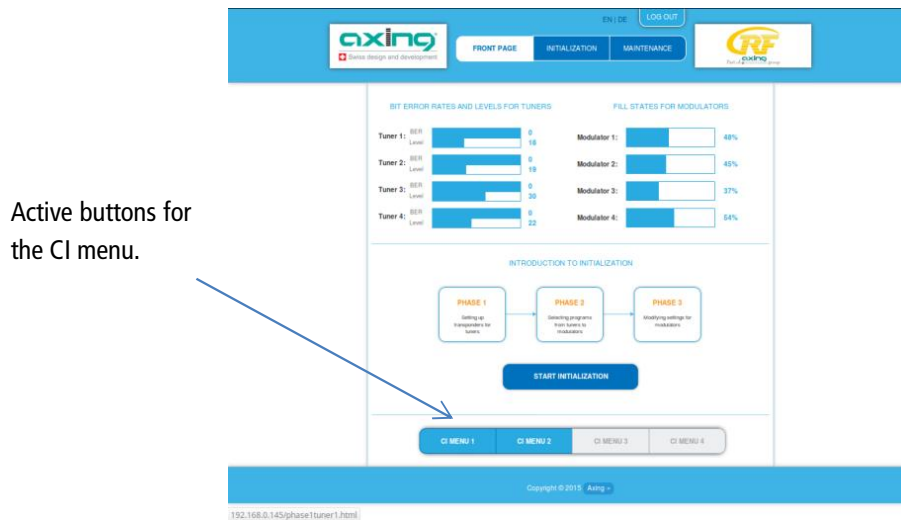 EN | DE
LOG OUT
axing
Swiss design and development
FRONT PAGE
INITIALIZATION
MAINTENANCE
CRF
Part of axing group
BIT ERROR RATES AND LEVELS FOR TUNERS
FILL STATES FOR MODULATORS
Tuner 1: BER 0
Level 18
Modulator 1: 48%
Tuner 2: BER 0
Level 19
Modulator 2: 45%
Tuner 3: BER 0
Level 30
Modulator 3: 37%
Tuner 4: BER 0
Level 22
Modulator 4: 54%
Active buttons for
the CI menu.
INTRODUCTION TO INITIALIZATION
PHASE 1
Setting up
transponders for
tuners
PHASE 2
Selecting programs
from tuners to
modulators
PHASE 3
Modifying settings for
modulators
START INITIALIZATION
CI MENU 1
CI MENU 2
CI MENU 3
CI MENU 4
Copyright © 2015 Axing »
192.168.0.145/phase1tuner1.html